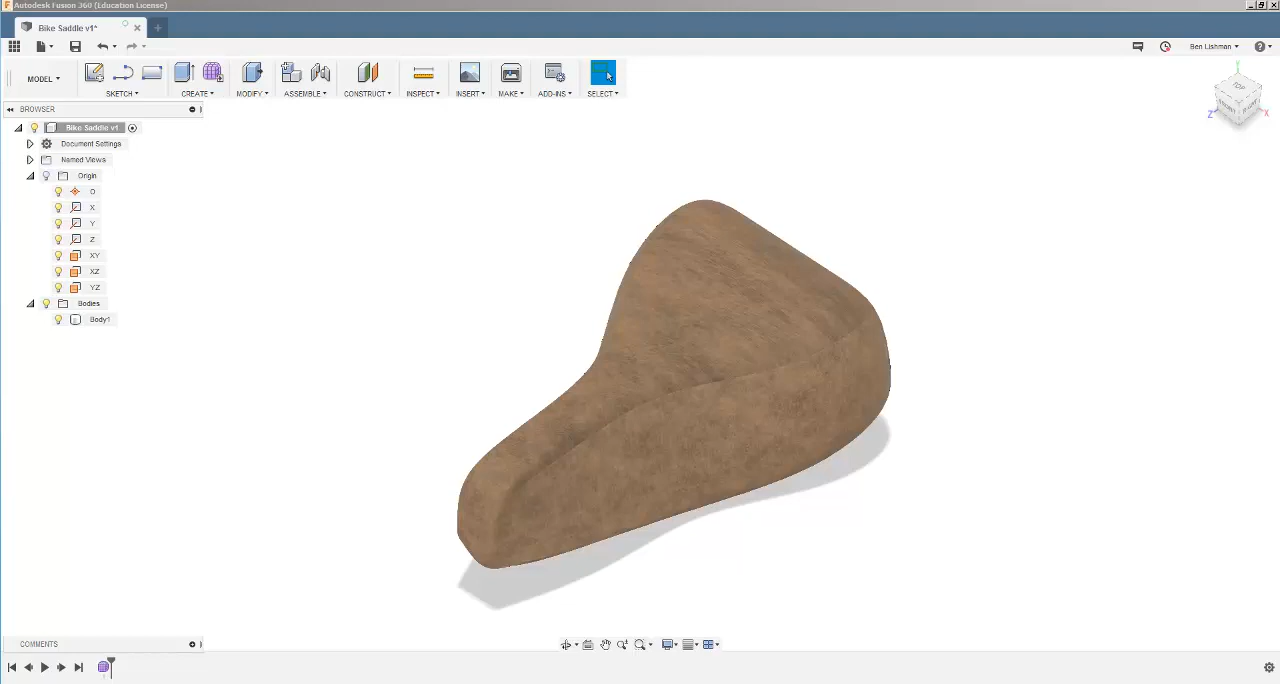 Autodesk Fusion 360 (Education License)
Bike Saddle v1*
Ben Lishman
MODEL
SKETCH
CREATE
MODIFY
ASSEMBLE
CONSTRUCT
INSPECT
INSERT
MAKE
ADD-INS
SELECT
BROWSER
Bike Saddle v1
Document Settings
Named Views
Origin
O
X
Y
Z
XY
XZ
YZ
Bodies
Body1
Y
TOP
Z
X
COMMENTS